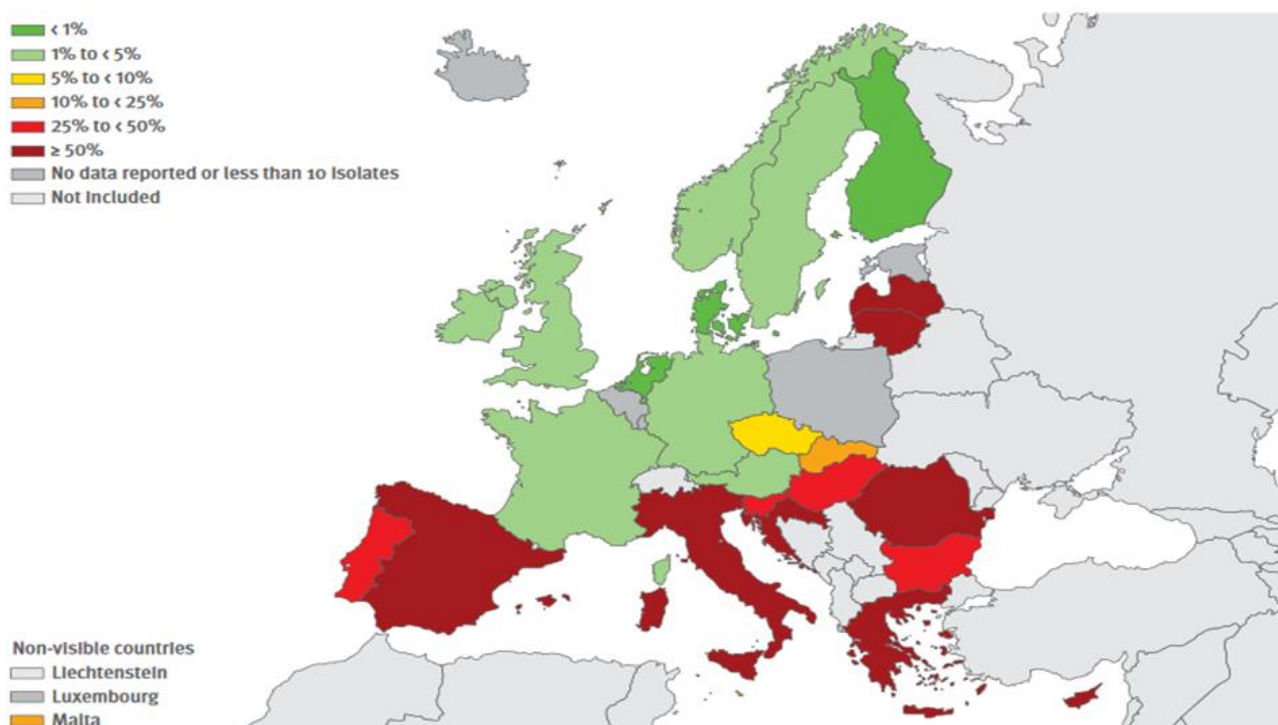 < 1%
1% to < 5%
5% to < 10%
10% to < 25%
25% to < 50%
≥ 50%
No data reported or less than 10 isolates
Not included
Non-visible countries
Liechtenstein
Luxembourg
Malta